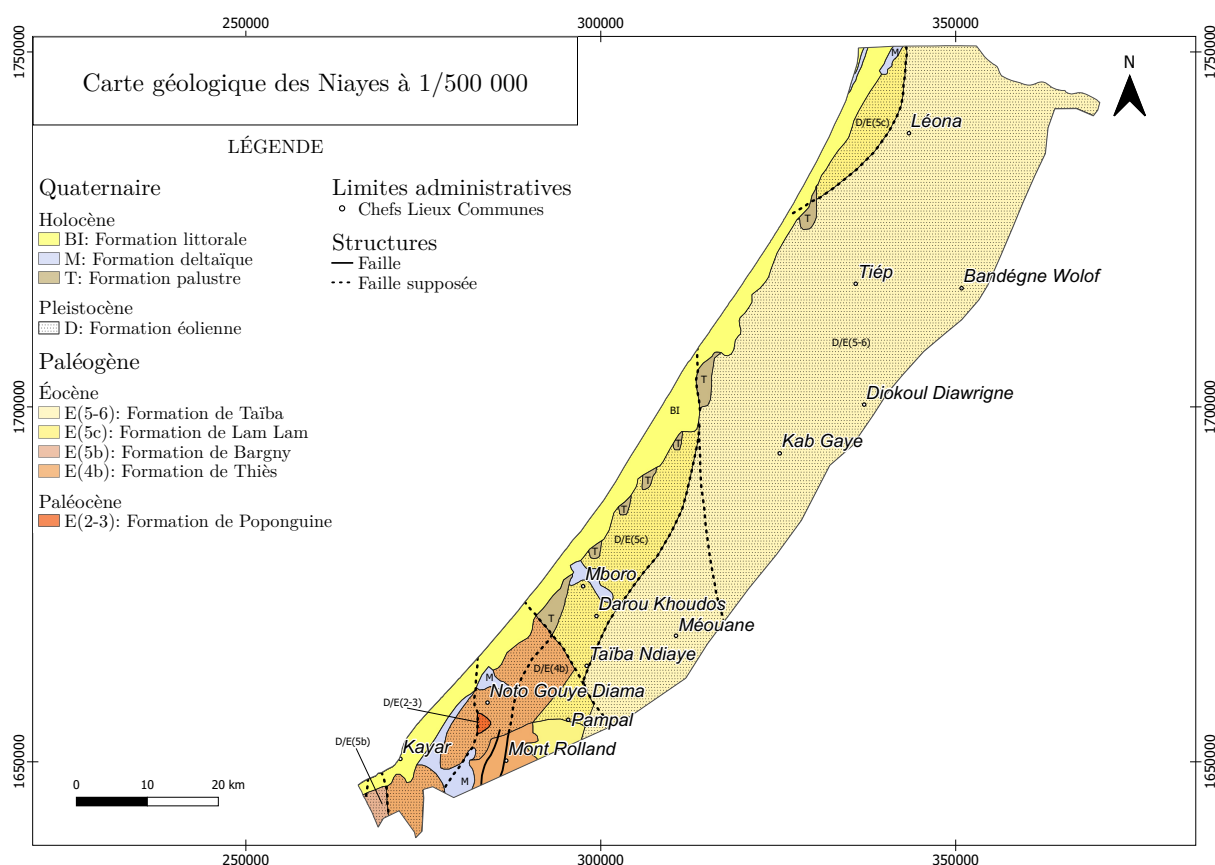 250000
300000
350000
Carte géologique des Niayes à 1/500 000
LÉGENDE
Quaternaire
Holocène
BI: Formation littorale
M: Formation deltaïque
T: Formation palustre
Pleistocène
D: Formation éolienne
Paléogène
Éocène
E(5-6): Formation de Taïba
E(5c): Formation de Lam Lam
E(5b): Formation de Bargny
E(4b): Formation de Thiès
Paléocène
E(2-3): Formation de Poponguine
Limites administratives
Chefs Lieux Communes
Structures
Faille
Faille supposée
N
1750000
1750000
M
D/E(5c)
Léona
T
Tiép
Bandégne Wolof
D/E(5-6)
T
Diokoul Diawrigne
1700000
1700000
BI
Kab Gaye
T
T
T
D/E(5c)
T
Mboro
Darou Khoudos
T
Méouane
Taïba Ndiaye
D/E(4b)
M
Noto Gouye Diama
D/E(2-3)
Pampal
D/E(5b)
Kayar
Mont Rolland
M
1650000
1650000
0 10 20 km
250000
300000
350000